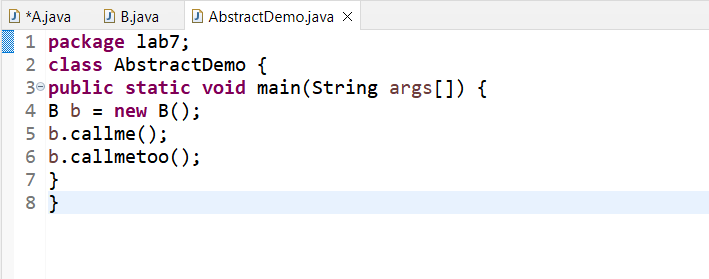 *A.java B.java AbstractDemo.java
1 package lab7;
2 class AbstractDemo {
3 public static void main(String args[]) {
4 B b = new B();
5 b.callme();
6 b.callmetoo();
7 }
8 }